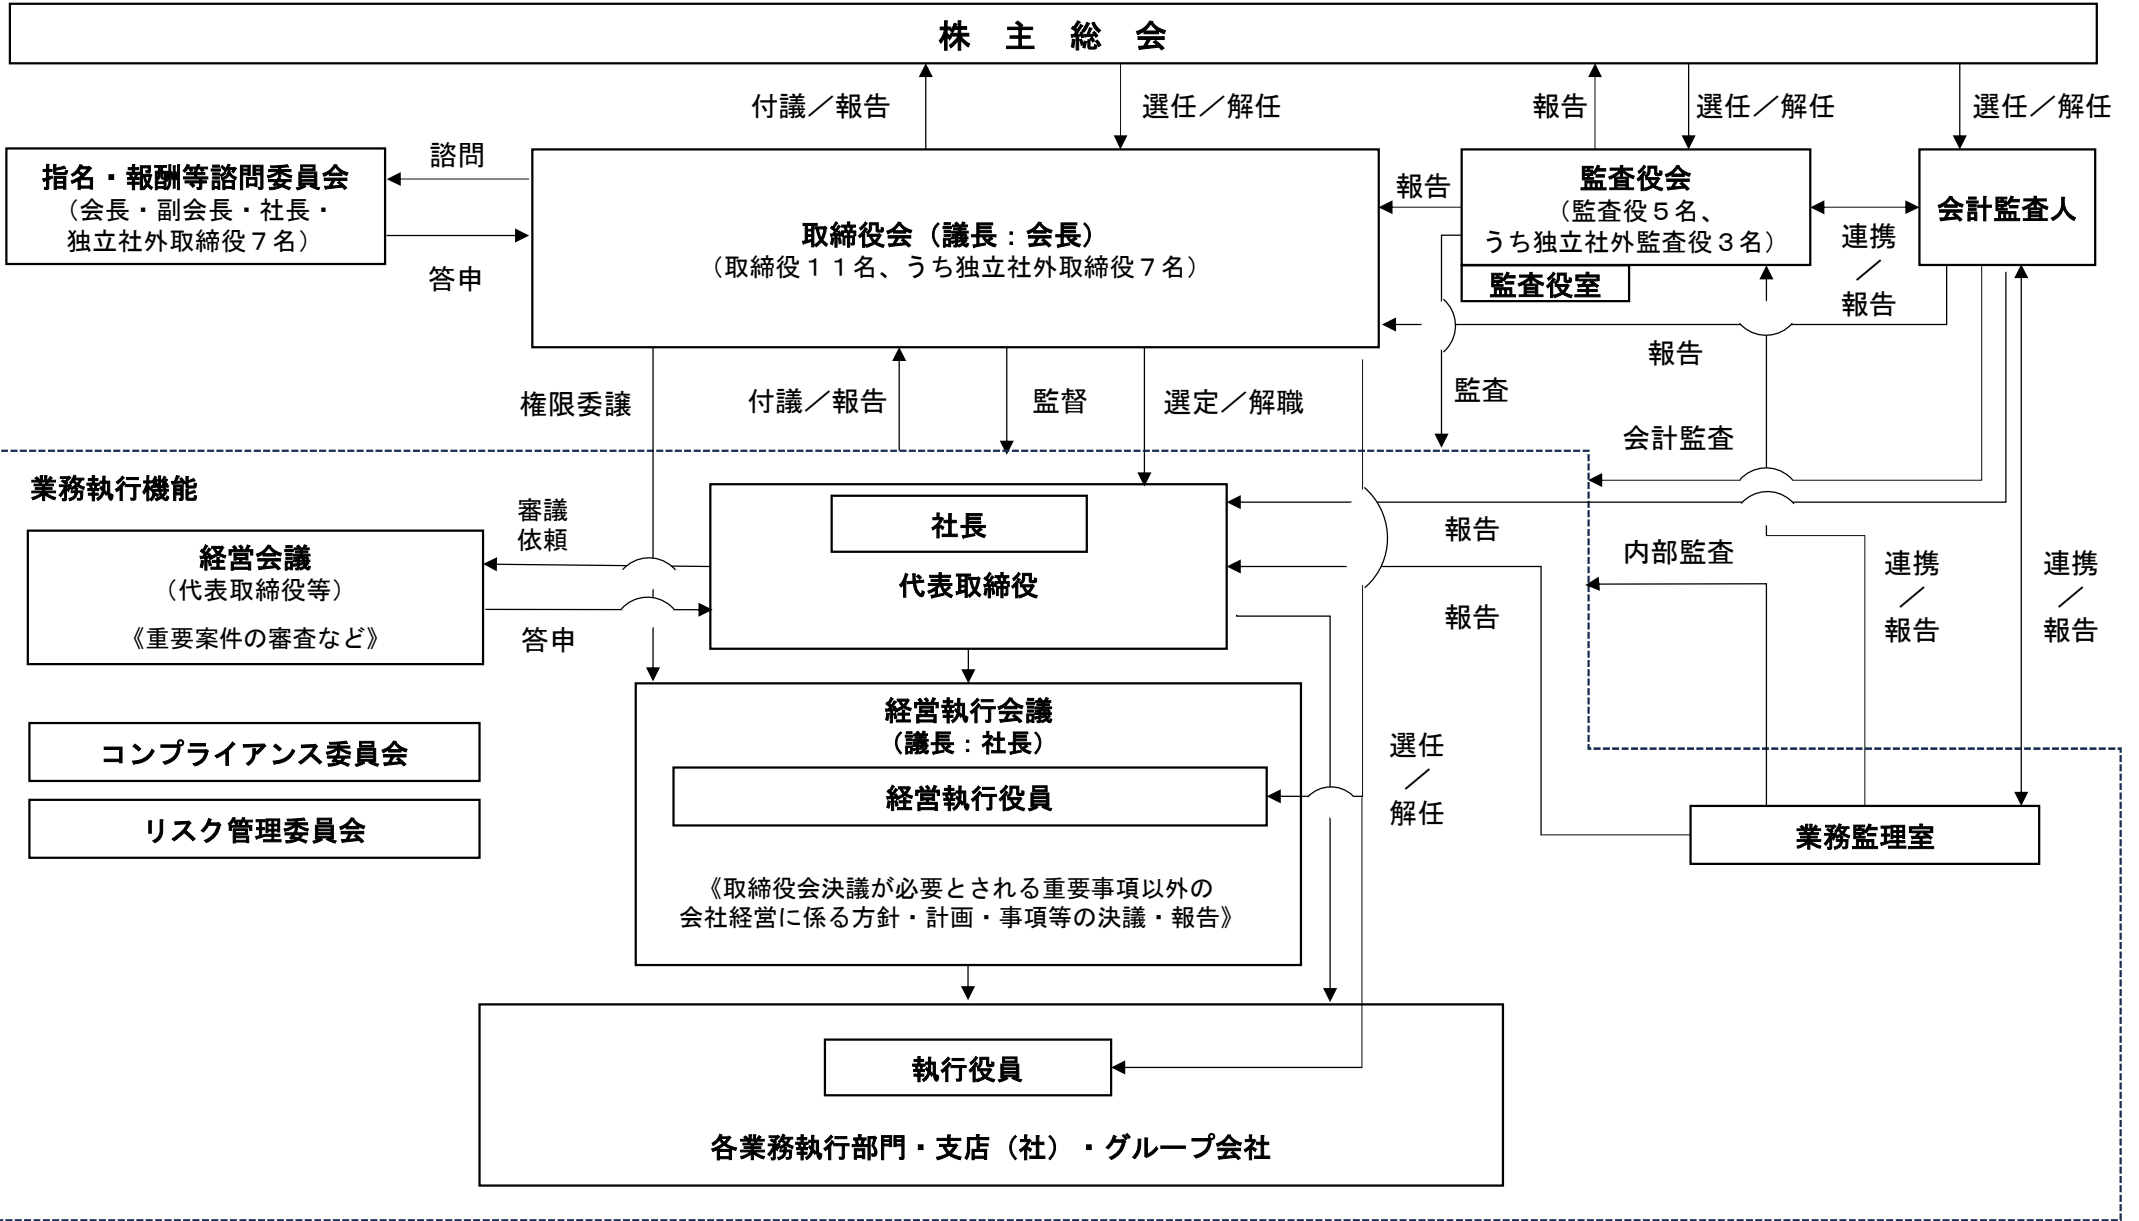 株 主 総 会
付議／報告
選任／解任
報告
選任／解任
選任／解任
指名・報酬等諮問委員会
（会長・副会長・社長・
独立社外取締役７名）
諮問
答申
取締役会（議長：会長）
（取締役１１名、うち独立社外取締役７名）
報告
監査役会
（監査役５名、
うち独立社外監査役３名）
監査役室
連携
／
報告
会計監査人
報告
権限委譲
付議／報告
監督
選定／解職
監査
会計監査
業務執行機能
審議
依頼
経営会議
（代表取締役等）
《重要案件の審査など》
答申
社長
代表取締役
報告
報告
内部監査
連携
／
報告
連携
／
報告
経営執行会議
（議長：社長）
経営執行役員
《取締役会決議が必要とされる重要事項以外の
会社経営に係る方針・計画・事項等の決議・報告》
選任
／
解任
コンプライアンス委員会
リスク管理委員会
業務監理室
執行役員
各業務執行部門・支店（社）・グループ会社